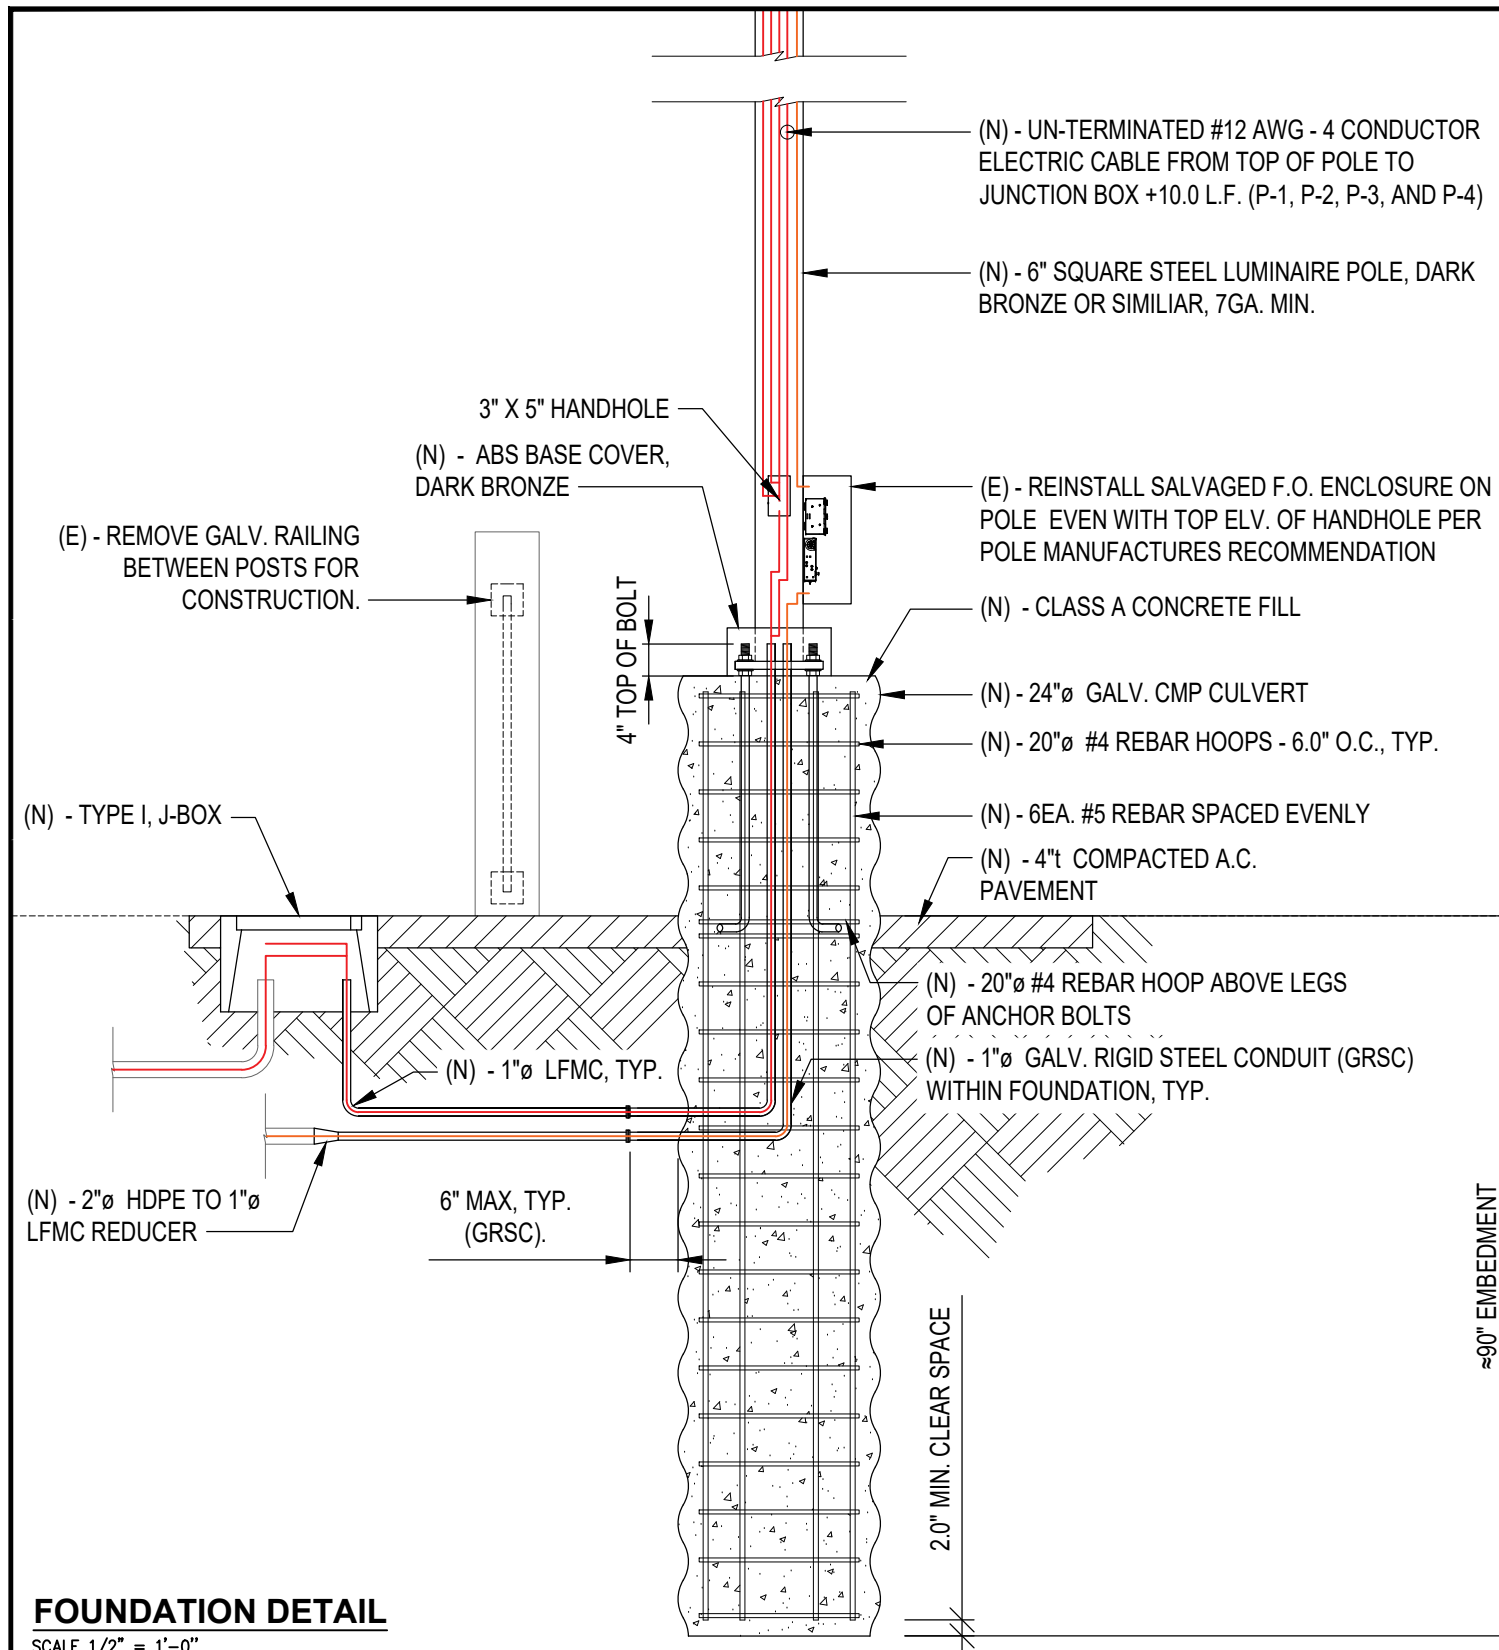 (N) - UN-TERMINATED #12 AWG - 4 CONDUCTOR
ELECTRIC CABLE FROM TOP OF POLE TO
JUNCTION BOX +10.0 L.F. (P-1, P-2, P-3, AND P-4)
(N) - 6" SQUARE STEEL LUMINAIRE POLE, DARK
BRONZE OR SIMILIAR, 7GA. MIN.
3" X 5" HANDHOLE
(N) - ABS BASE COVER,
DARK BRONZE
(E) - REINSTALL SALVAGED F.O. ENCLOSURE ON
POLE EVEN WITH TOP ELV. OF HANDHOLE PER
POLE MANUFACTURES RECOMMENDATION
(E) - REMOVE GALV. RAILING
BETWEEN POSTS FOR
CONSTRUCTION.
4" TOP OF BOLT
(N) - CLASS A CONCRETE FILL
(N) - 24"ø GALV. CMP CULVERT
(N) - 20"ø #4 REBAR HOOPS - 6.0" O.C., TYP.
(N) - TYPE I, J-BOX
(N) - 6EA. #5 REBAR SPACED EVENLY
(N) - 4"t COMPACTED A.C.
PAVEMENT
(N) - 20"ø #4 REBAR HOOP ABOVE LEGS
OF ANCHOR BOLTS
(N) - 1"ø LFMC, TYP.
(N) - 1"ø GALV. RIGID STEEL CONDUIT (GRSC)
WITHIN FOUNDATION, TYP.
(N) - 2"ø HDPE TO 1"ø
LFMC REDUCER
6" MAX, TYP.
(GRSC).
≈90" EMBEDMENT
2.0" MIN. CLEAR SPACE
FOUNDATION DETAIL
SCALE 1/2" = 1'-0"